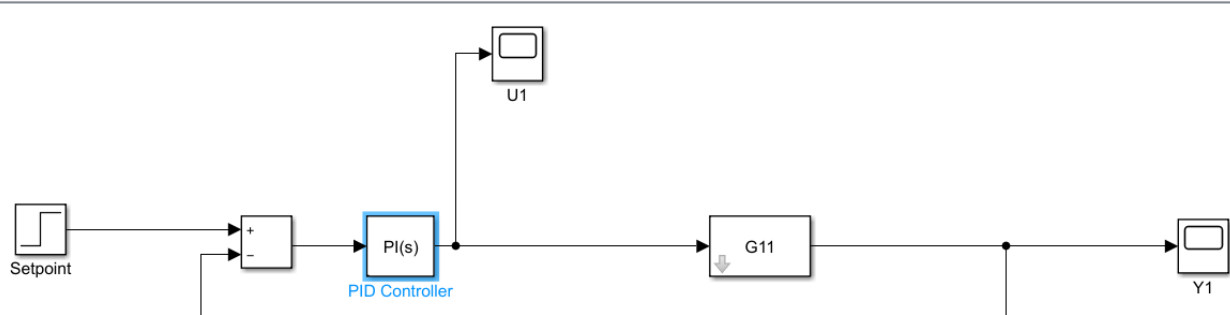 U1
Setpoint
+
−
PI(s)
PID Controller
G11
Y1